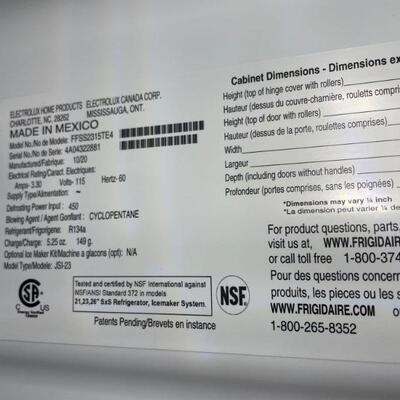 ELECTROLUX HOME PRODUCTS ELECTROLUX CANADA CORP.
CHARLOTTE, NC, 28262 MISSISSAUGA, ONT.
MADE IN MEXICO
Model No/No de Modele: FFSS2315TE4
Serial No/No de Serie: 4A04322881
Manufactured/Fabrique: 10/20
Electrical Rating/Caract. Electriques:
Amps- 3.30 Volts- 115 Hertz- 60
Supply Type/Alimentation: ~
Defrosting Power Input: 450
Blowing Agent / Agent Gonflant : CYCLOPENTANE
Refrigerant/Frigorigene: R134a
Charge/Charge: 5.25 oz. 149 g.
Optional Ice Maker Kit/Machine a glacons (opt): N/A
Model Type/Modele Type: JSI-23
CSA
C US
Energy Verified
Tested and certified by NSF International against
NSF/ANSI Standard 372 in models
21,23,26" SxS Refrigerator, Icemaker System.
NSF
Patents Pending/Brevets en instance
Cabinet Dimensions - Dimensions ex
Height (top of hinge cover with rollers)
Hauteur (dessus du couvre-charnière, roulettes compris
Height (top of door with rollers)
Hauteur (dessus de la porte, roulettes comprises)
Width
Largeur
Depth (including doors without handles)
Profondeur (portes comprises, sans les poignées)
*Dimensions may vary ¼ inch
*La dimension peut varier ¼ de
For product questions, part
visit us at, WWW.FRIGIDA
or call toll free 1-800-374
Pour des questions concern
produits, les pieces ou les s
WWW.FRIGIDAIRE.COM o
1-800-265-8352